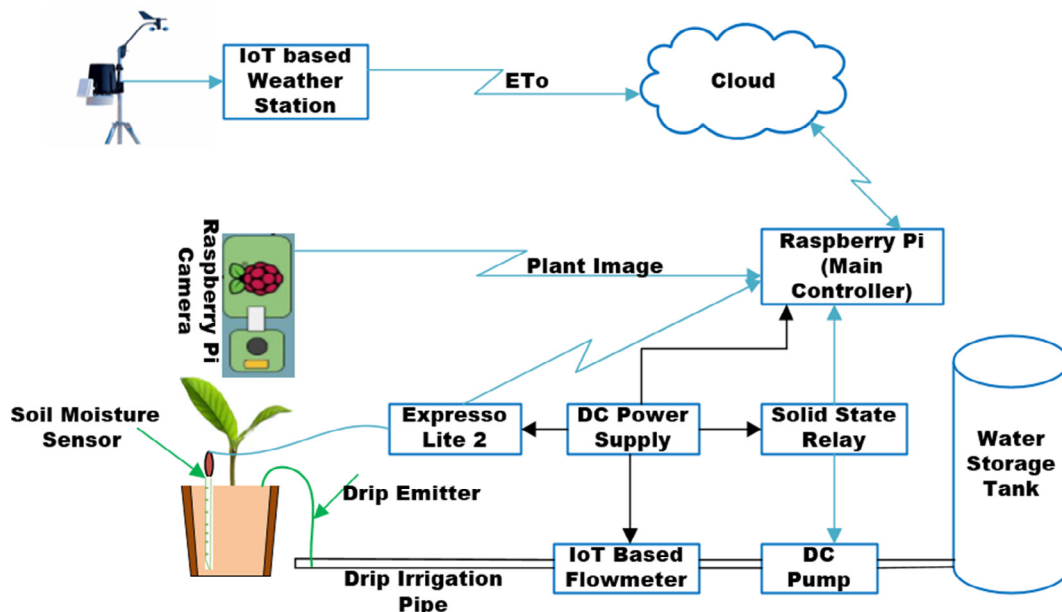 IoT based
Weather
Station
ETo
Cloud
Raspberry Pi
Camera
Plant Image
Raspberry Pi
(Main
Controller)
Soil Moisture
Sensor
Expresso
Lite 2
DC Power
Supply
Solid State
Relay
Water
Storage
Tank
Drip Emitter
IoT Based
Flowmeter
DC
Pump
Drip Irrigation
Pipe